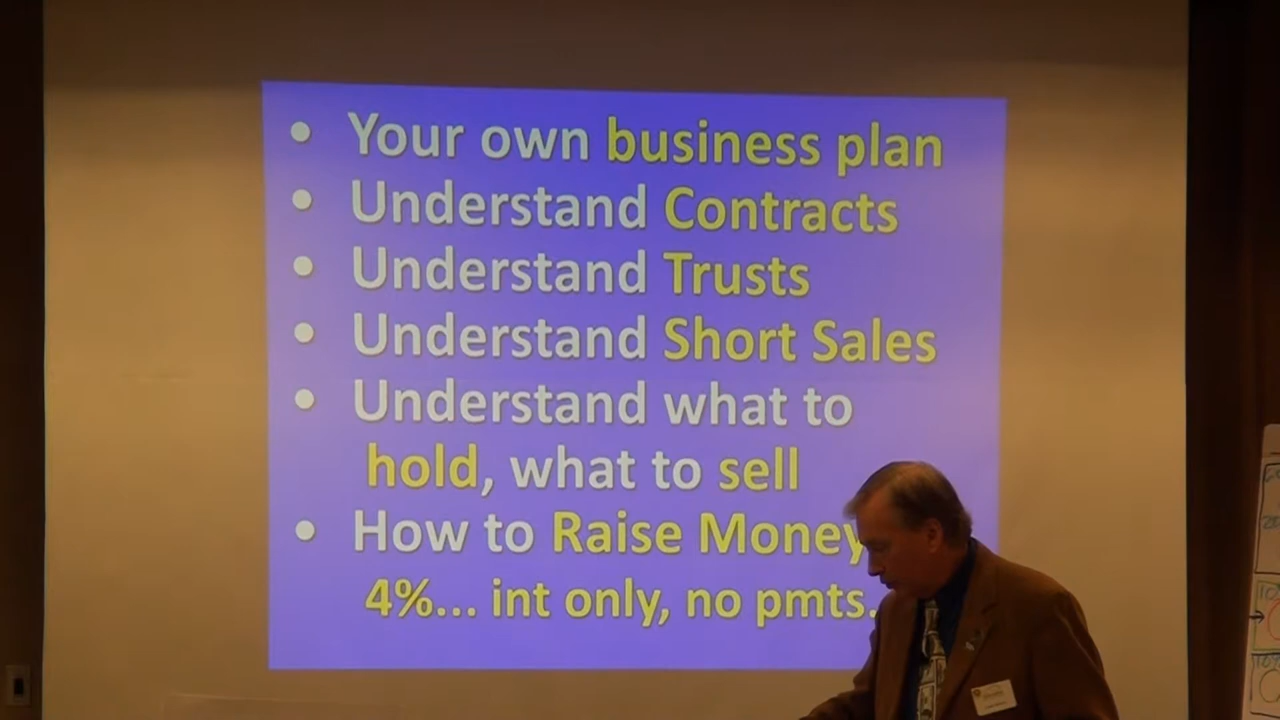 • Your own business plan
• Understand Contracts
• Understand Trusts
• Understand Short Sales
• Understand what to
hold, what to sell
• How to Raise Money
4%... int only, no pmts.